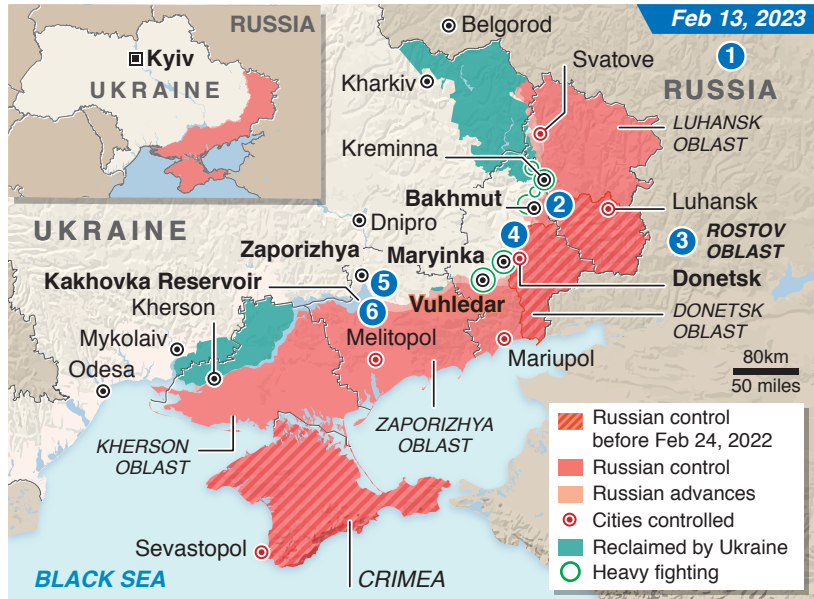 RUSSIA
Kyiv
UKRAINE
Feb 13, 2023
1
RUSSIA
Belgorod
Svatove
Kharkiv
LUHANSK
OBLAST
Kreminna
Bakhmut
2
Luhansk
UKRAINE
Dnipro
4
3
ROSTOV
OBLAST
Zaporizhya
Maryinka
Kakhovka Reservoir
5
Donetsk
Kherson
6
Vuhledar
DONETSK
OBLAST
Mykolaiv
Melitopol
Mariupol
Odesa
80km
50 miles
KHERSON
OBLAST
ZAPORIZHYA
OBLAST
Russian control
before Feb 24, 2022
Russian control
Russian advances
Cities controlled
Reclaimed by Ukraine
Heavy fighting
Sevastopol
BLACK SEA
CRIMEA